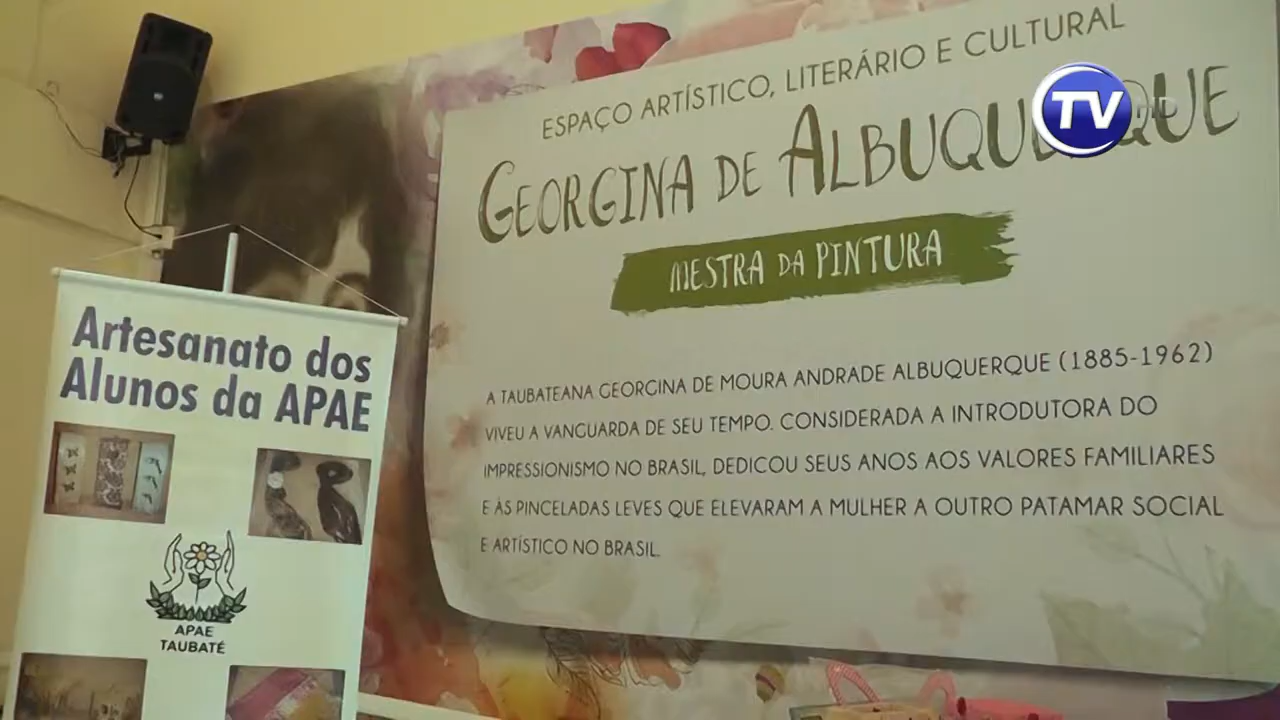 ESPAÇO ARTÍSTICO, LITERÁRIO E CULTURAL
GEORGINA DE ALBUQUERQUE
MESTRA DA PINTURA
A TAUBATEANA GEORGINA DE MOURA ANDRADE ALBUQUERQUE (1885-1962)
VIVEU A VANGUARDA DE SEU TEMPO. CONSIDERADA A INTRODUTORA DO
IMPRESSIONISMO NO BRASIL, DEDICOU SEUS ANOS AOS VALORES FAMILIARES
E ÀS PINCELADAS LEVES QUE ELEVARAM A MULHER A OUTRO PATAMAR SOCIAL
E ARTÍSTICO NO BRASIL.
TV
Artesanato dos
Alunos da APAE
APAE
TAUBATÉ